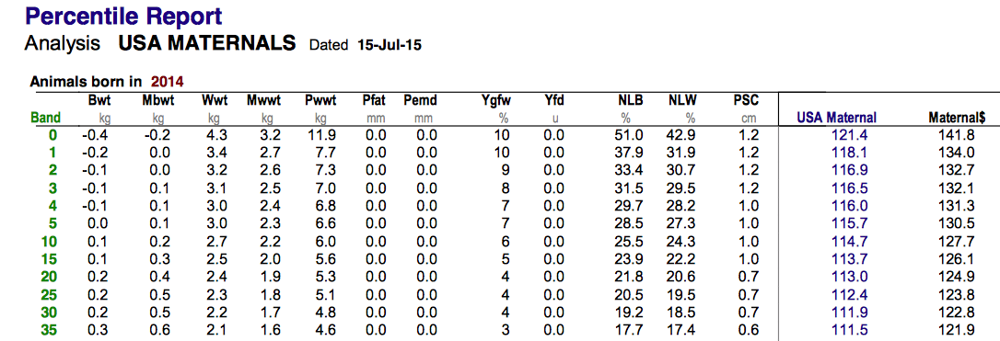 Percentile Report
Analysis USA MATERNALS Dated 15-Jul-15
Animals born in 2014
Bwt Mbwt Wwt Mwwt Pwwt Pfat Pemd Ygfw Yfd NLB NLW PSC
Band kg kg kg kg kg mm mm % u % % cm USA Maternal Maternal$
0 -0.4 -0.2 4.3 3.2 11.9 0.0 0.0 10 0.0 51.0 42.9 1.2 121.4 141.8
1 -0.2 0.0 3.4 2.7 7.7 0.0 0.0 10 0.0 37.9 31.9 1.2 118.1 134.0
2 -0.1 0.0 3.2 2.6 7.3 0.0 0.0 9 0.0 33.4 30.7 1.2 116.9 132.7
3 -0.1 0.1 3.1 2.5 7.0 0.0 0.0 8 0.0 31.5 29.5 1.2 116.5 132.1
4 -0.1 0.1 3.0 2.4 6.8 0.0 0.0 7 0.0 29.7 28.2 1.0 116.0 131.3
5 0.0 0.1 3.0 2.3 6.6 0.0 0.0 7 0.0 28.5 27.3 1.0 115.7 130.5
10 0.1 0.2 2.7 2.2 6.0 0.0 0.0 6 0.0 25.5 24.3 1.0 114.7 127.7
15 0.1 0.3 2.5 2.0 5.6 0.0 0.0 5 0.0 23.9 22.2 1.0 113.7 126.1
20 0.2 0.4 2.4 1.9 5.3 0.0 0.0 4 0.0 21.8 20.6 0.7 113.0 124.9
25 0.2 0.5 2.3 1.8 5.1 0.0 0.0 4 0.0 20.5 19.5 0.7 112.4 123.8
30 0.2 0.5 2.2 1.7 4.8 0.0 0.0 4 0.0 19.2 18.5 0.7 111.9 122.8
35 0.3 0.6 2.1 1.6 4.6 0.0 0.0 3 0.0 17.7 17.4 0.6 111.5 121.9